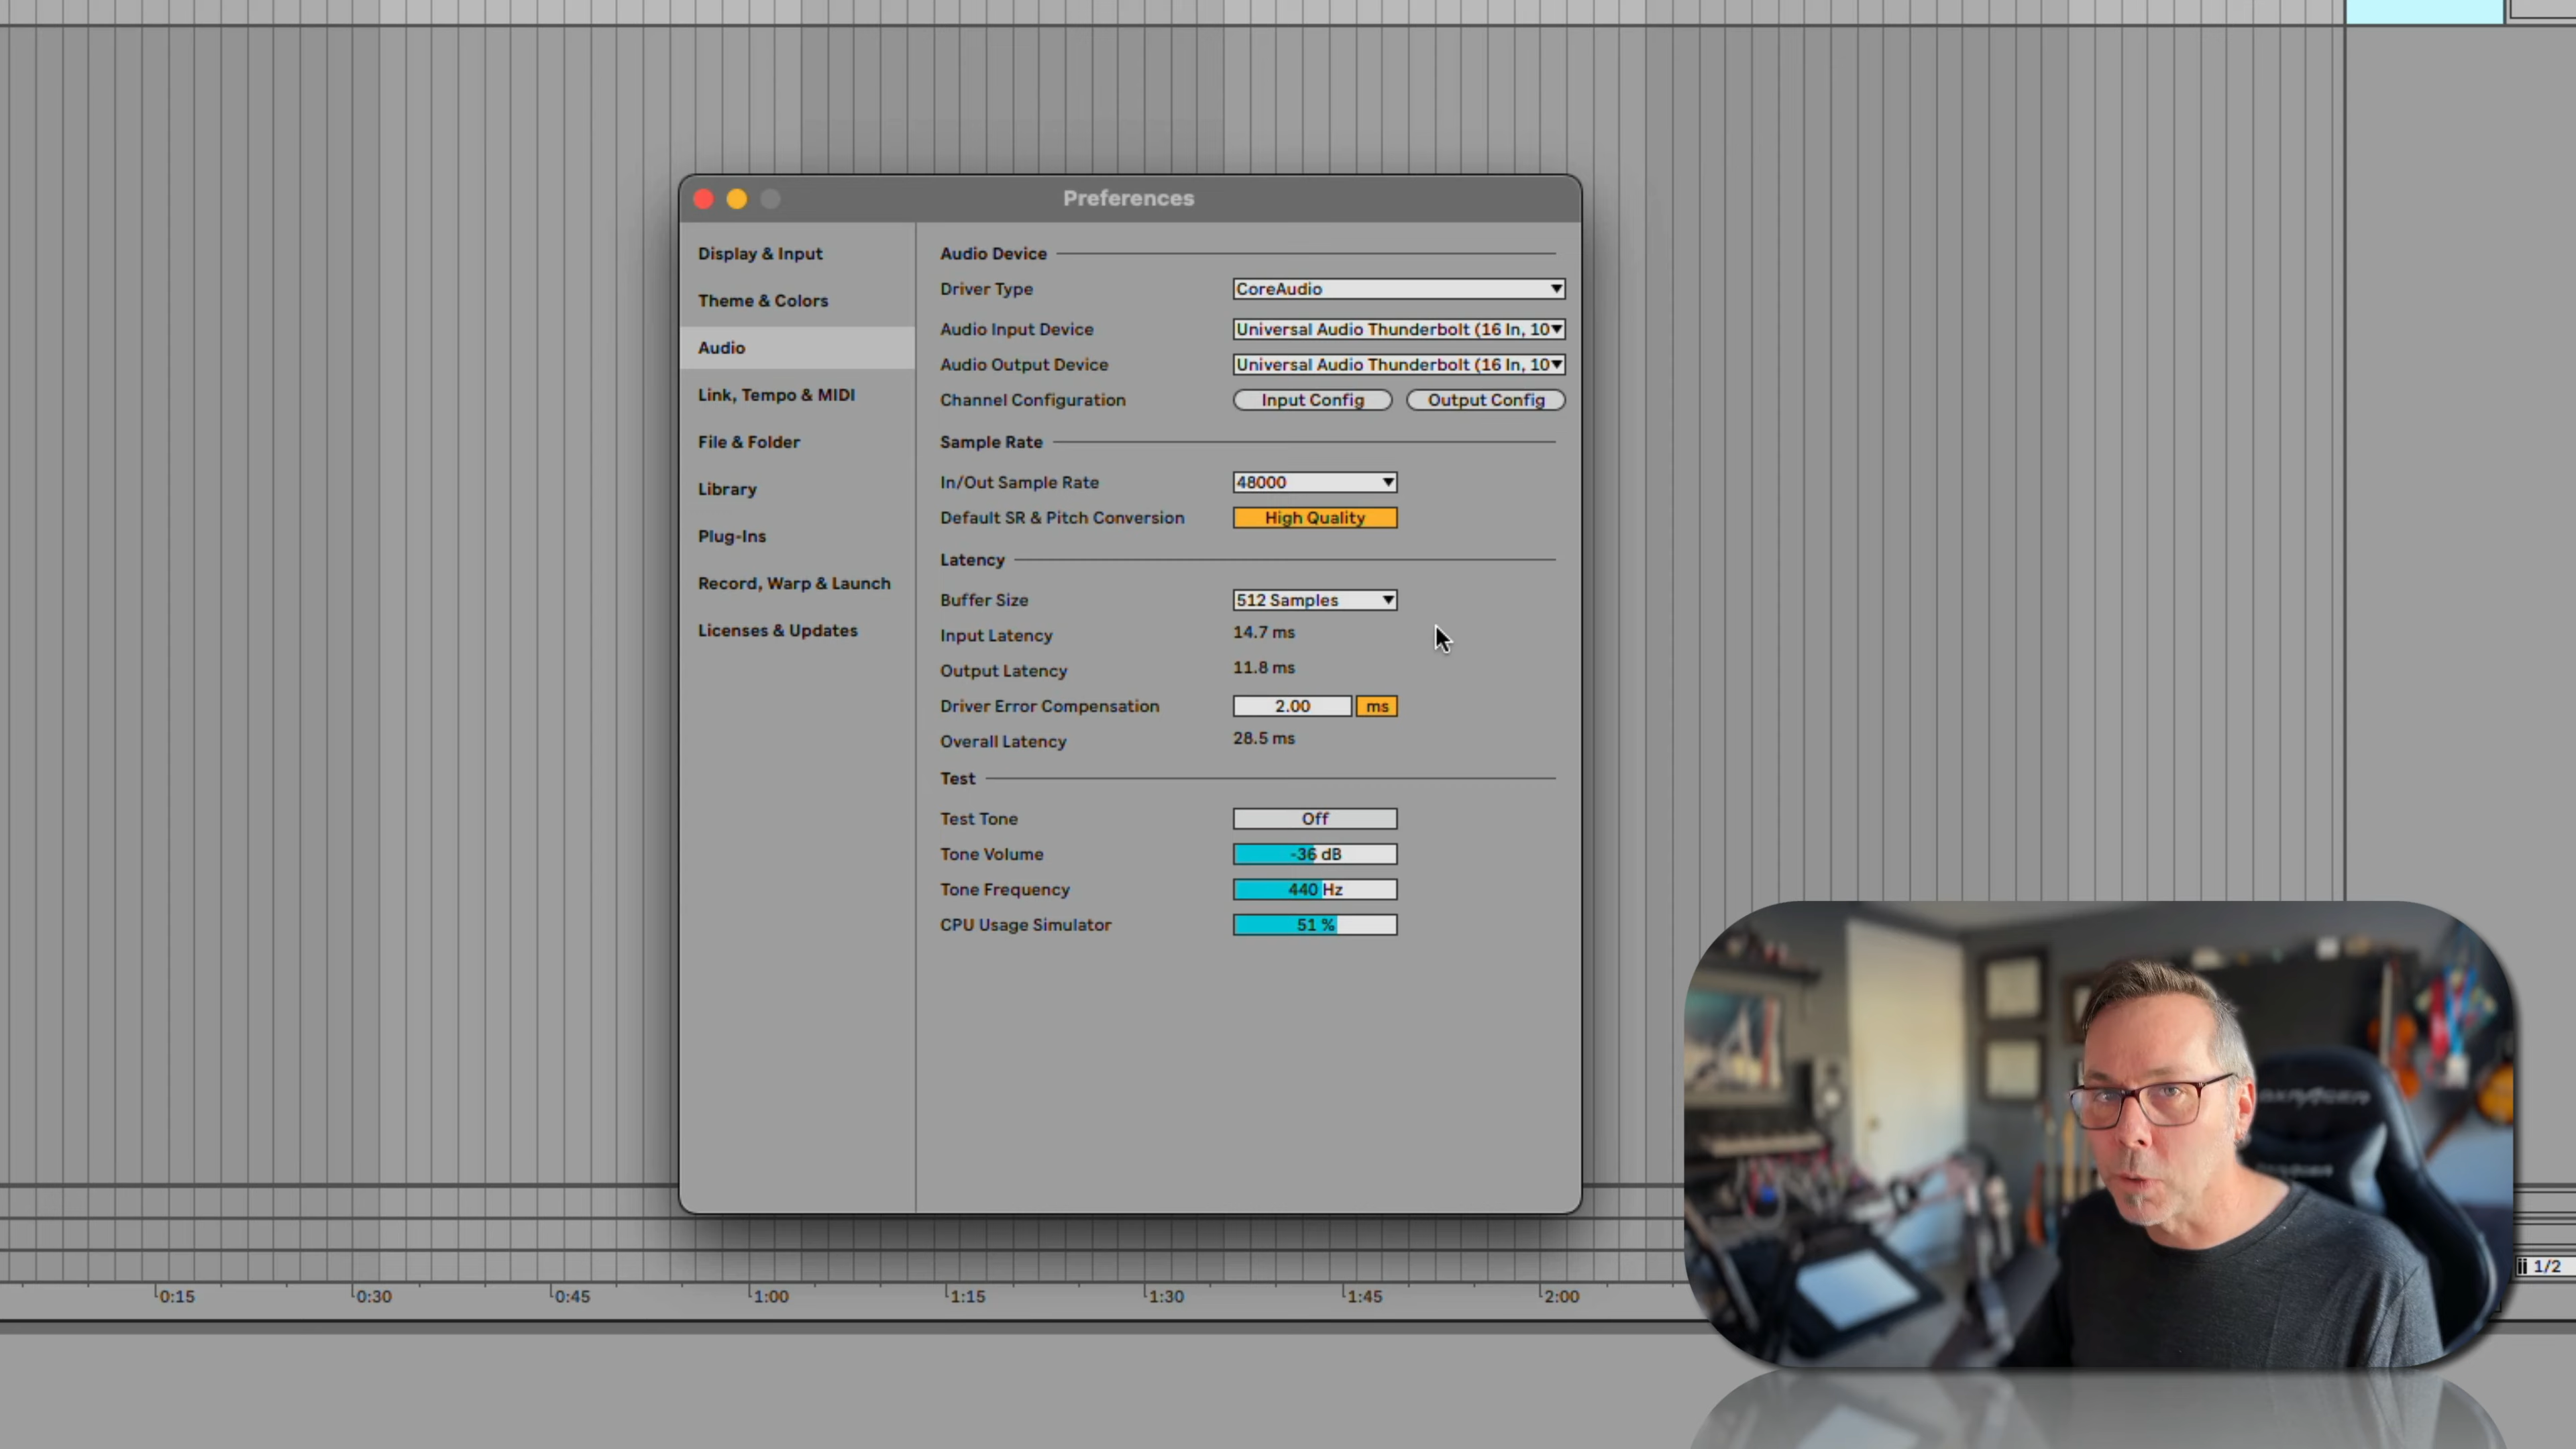 Preferences
Display & Input
Theme & Colors
Audio
Link, Tempo & MIDI
File & Folder
Library
Plug-Ins
Record, Warp & Launch
Licenses & Updates
Audio Device
Driver Type CoreAudio
Audio Input Device Universal Audio Thunderbolt (16 In, 10
Audio Output Device Universal Audio Thunderbolt (16 In, 10
Channel Configuration Input Config Output Config
Sample Rate
In/Out Sample Rate 48000
Default SR & Pitch Conversion High Quality
Latency
Buffer Size 512 Samples
Input Latency 14.7 ms
Output Latency 11.8 ms
Driver Error Compensation 2.00 ms
Overall Latency 28.5 ms
Test
Test Tone Off
Tone Volume -36 dB
Tone Frequency 440 Hz
CPU Usage Simulator 51 %
1/2
0:15 0:30 0:45 1:00 1:15 1:30 1:45 2:00